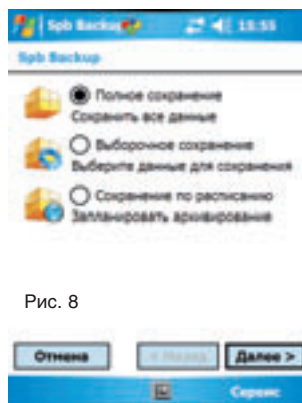 Spb Backup 15:55
Spb Backup
Полное сохранение
Сохранить все данные
Выборочное сохранение
Выберите данные для сохранения
Сохранение по расписанию
Запланировать архивирование
Рис. 8
Отмена < Назад Далее >
Сервис